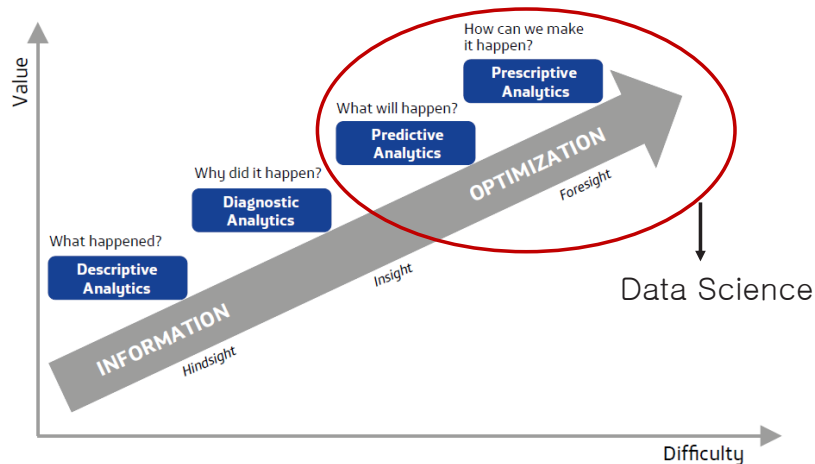 How can we make
it happen?
Prescriptive
Analytics
What will happen?
Predictive
Analytics
Why did it happen?
Diagnostic
Analytics
What happened?
Descriptive
Analytics
INFORMATION
OPTIMIZATION
Hindsight
Insight
Foresight
Data Science
Value
Difficulty